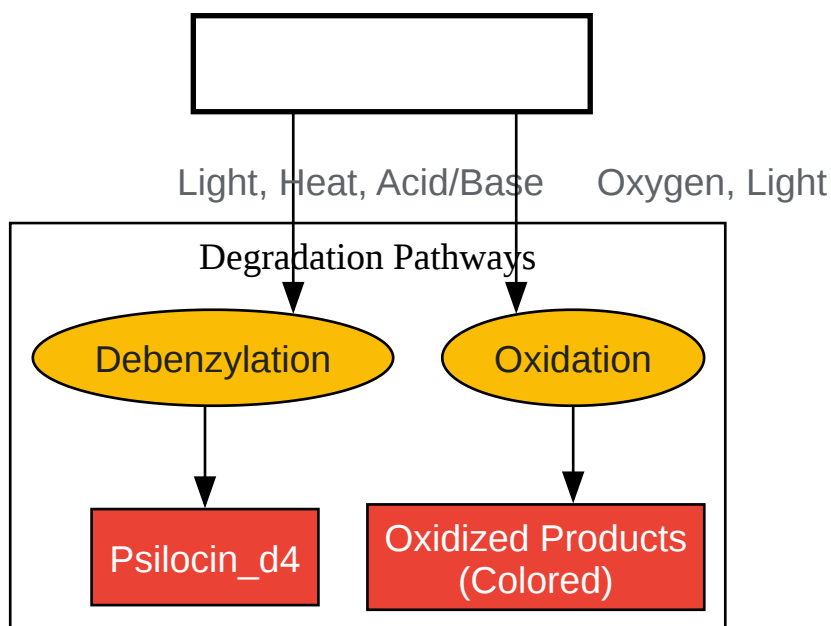 Light, Heat, Acid/Base
Oxygen, Light
Degradation Pathways
Debenzylation
Oxidation
Psilocin_d4
Oxidized Products
(Colored)